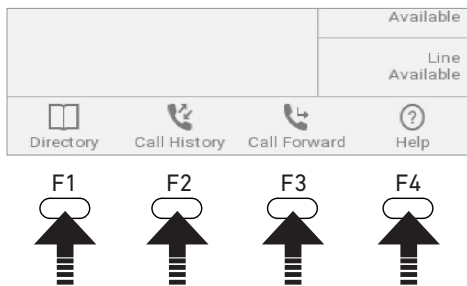 Available
Line
Available
Directory Call History Call Forward Help
F1 F2 F3 F4